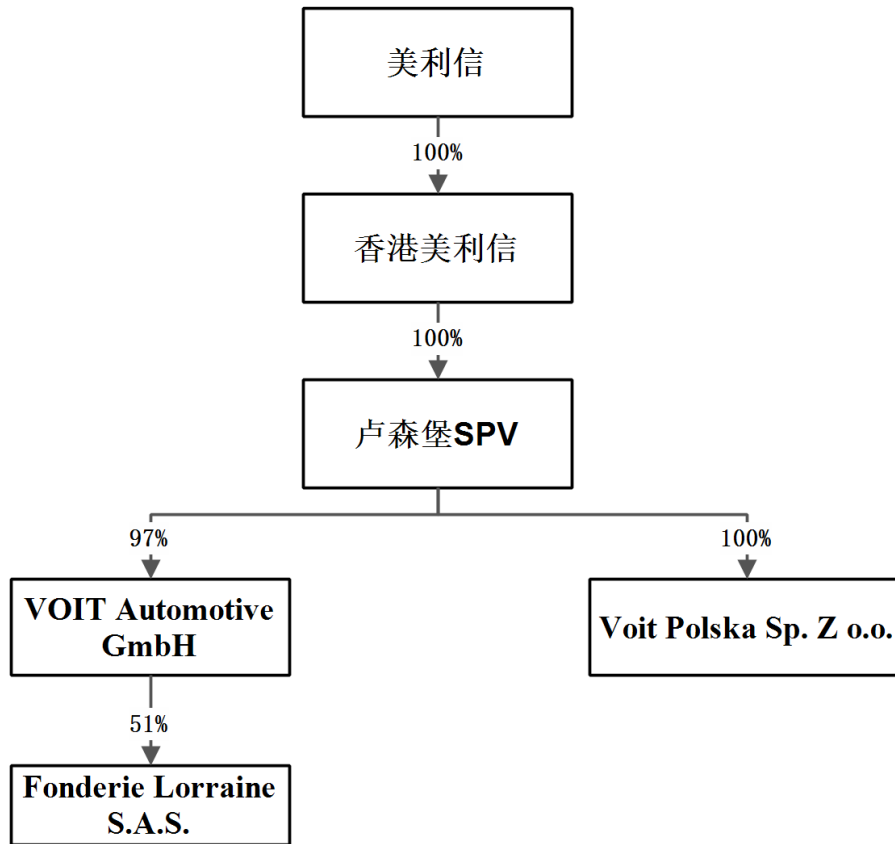 美利信
100%
香港美利信
100%
卢森堡SPV
97%
100%
VOIT Automotive
GmbH
Voit Polska Sp. Z o.o.
51%
Fonderie Lorraine
S.A.S.